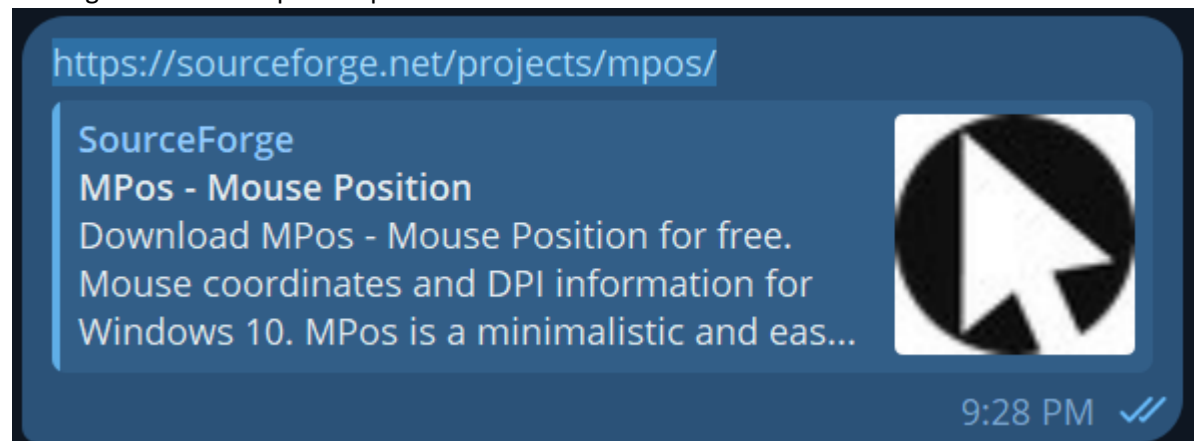 https://sourceforge.net/projects/mpos/
SourceForge
MPos - Mouse Position
Download MPos - Mouse Position for free.
Mouse coordinates and DPI information for
Windows 10. MPos is a minimalistic and eas...
9:28 PM